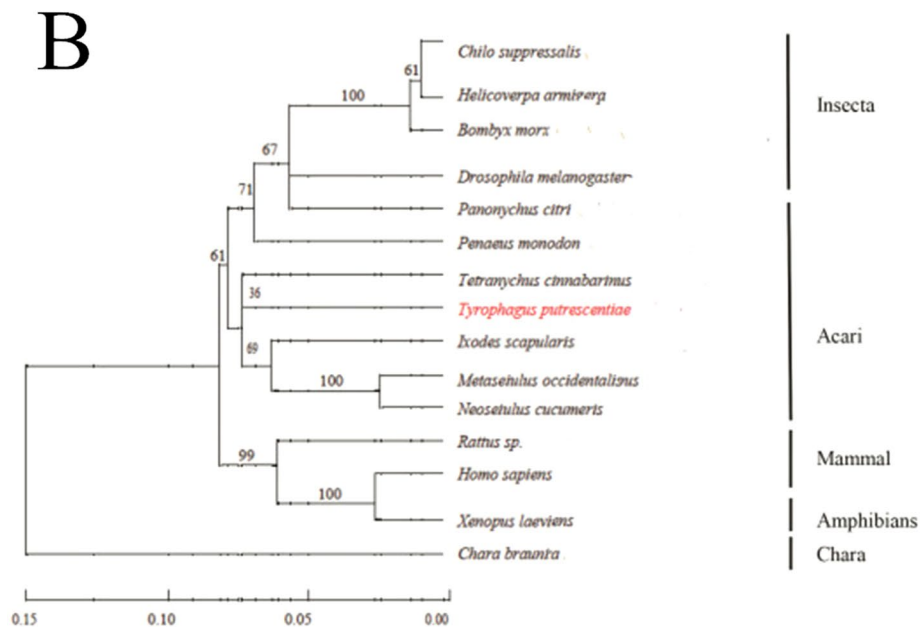 B
Chilo suppressalis
61
Helicoverpa armigera
100
Insecta
Bombyx morx
67
Drosophila melanogaster
71
Panonychus citri
Penaeus monodon
61
Tetranychus cinnabarinus
36
Tyrophagus putrescentiae
Ixodes scapularis
Acari
69
100
Metaseiulus occidentalisus
Neoseiulus cucumeris
Rattus sp.
99
Mammal
Homo sapiens
100
Xenopus laeviens
Amphibians
Chara braunta
Chara
0.15 0.10 0.05 0.00